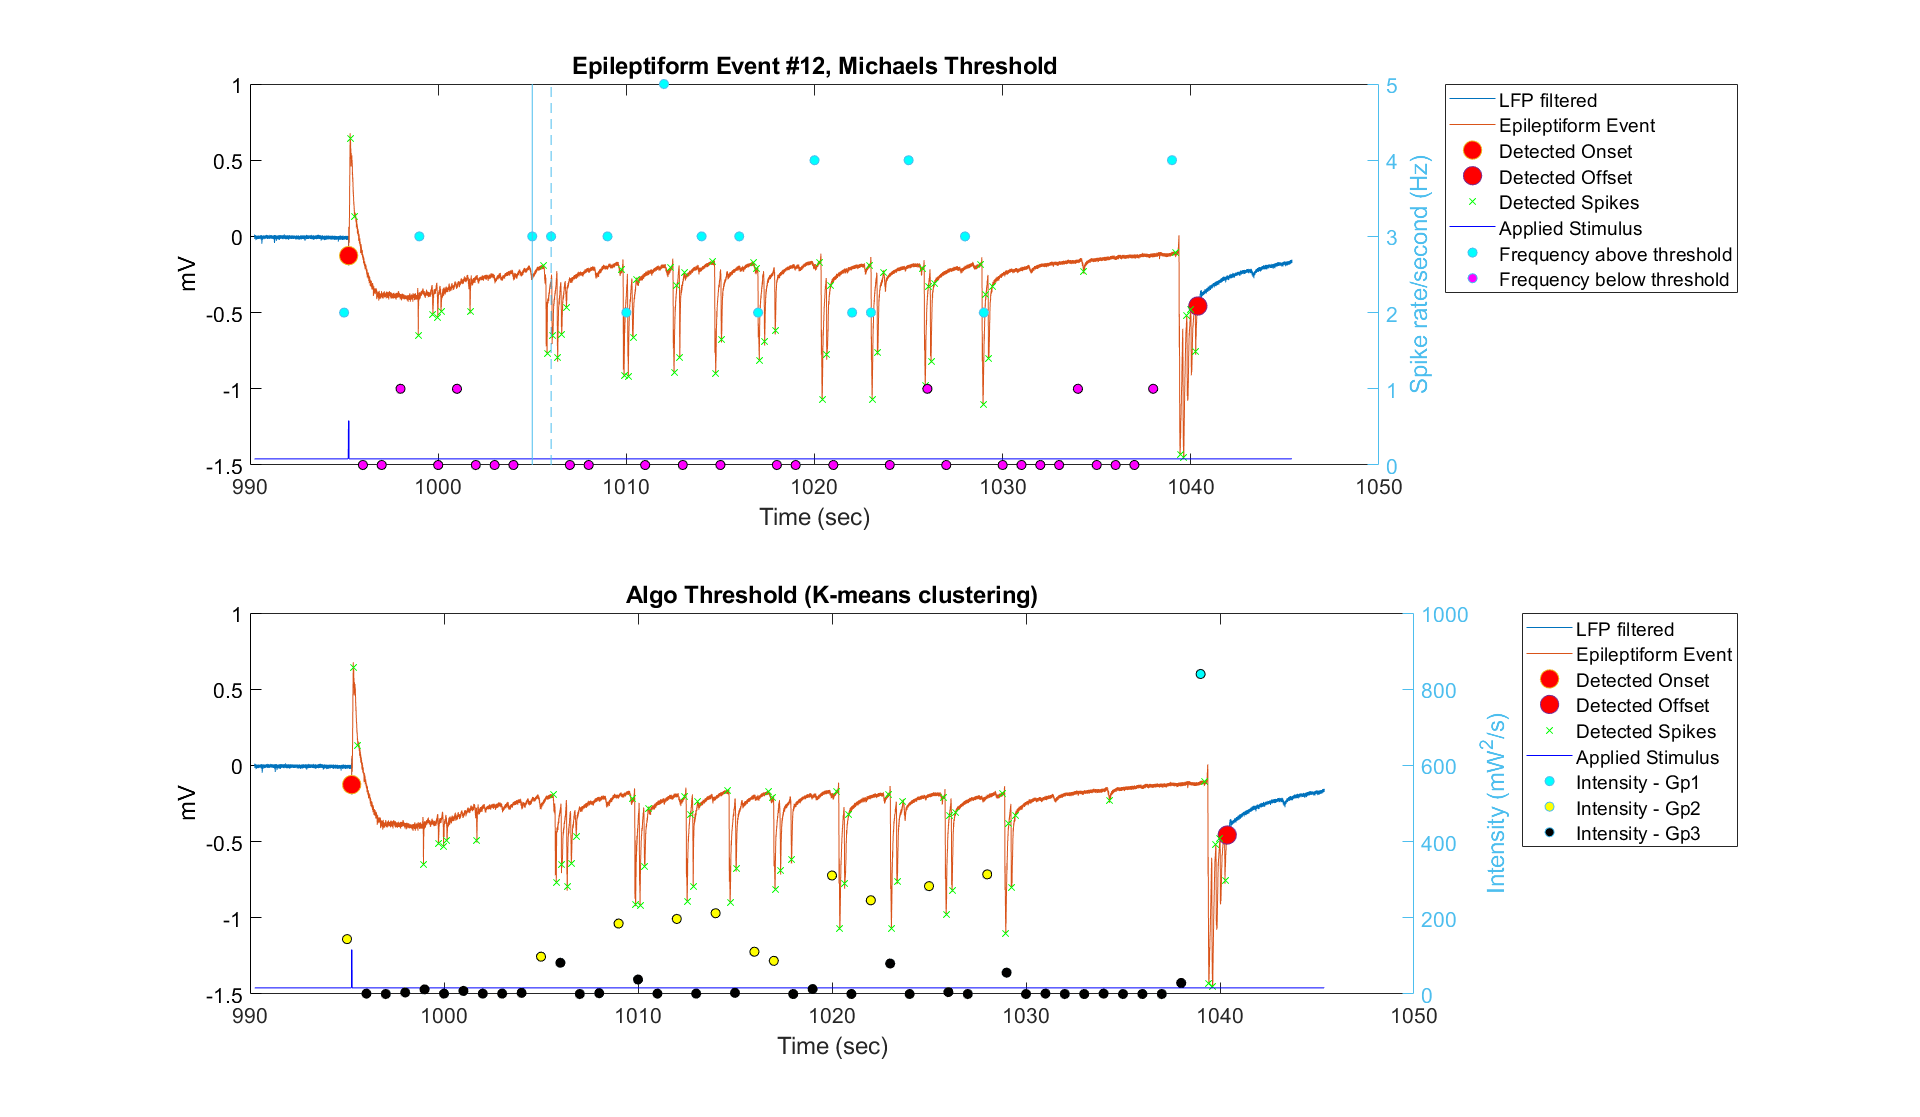 Epileptiform Event #12, Michaels Threshold
1
0.5
0
-0.5
-1
-1.5
mV
990
1000
1010
1020
1030
1040
1050
Time (sec)
5
4
3
2
1
0
Spike rate/second (Hz)
LFP filtered
Epileptiform Event
Detected Onset
Detected Offset
Detected Spikes
Applied Stimulus
Frequency above threshold
Frequency below threshold
Algo Threshold (K-means clustering)
1
0.5
0
-0.5
-1
-1.5
mV
990
1000
1010
1020
1030
1040
1050
Time (sec)
1000
800
600
400
200
0
Intensity (mW²/s)
LFP filtered
Epileptiform Event
Detected Onset
Detected Offset
Detected Spikes
Applied Stimulus
Intensity - Gp1
Intensity - Gp2
Intensity - Gp3